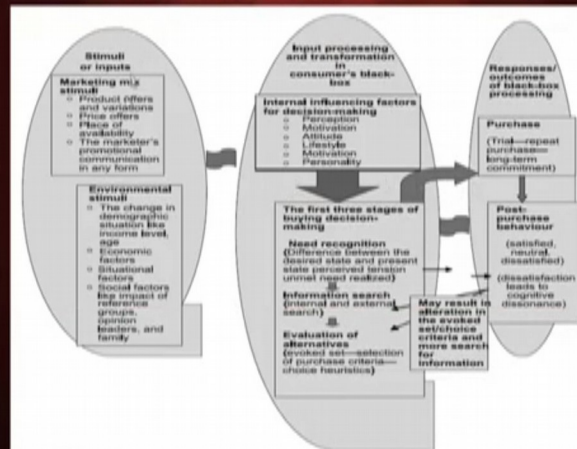 Stimuli
or inputs
Marketing mix
stimuli
○ Product offers
and variations
○ Price offers
○ Place of
availability
○ The marketer's
promotional
communication
in any form
Environmental
stimuli
○ The change in
demographic
situation like
income level,
age
○ Economic
factors
○ Situational
factors
○ Social factors
like impact of
reference
groups,
opinion
leaders, and
family
Input processing
and transformation
in
consumer's black-
box
Internal influencing factors
for decision-making
○ Perception
○ Motivation
○ Attitude
○ Lifestyle
○ Motivation
○ Personality
The first three stages of
buying decision-
making
Need recognition
(Difference between the
desired state and present
state perceived tension
unmet need realized)
Information search
(internal and external
search)
Evaluation of
alternatives
(evoked set—selection
of purchase criteria—
choice heuristics)
Responses/
outcomes
of black-box
processing
Purchase
(Trial—repeat
purchase—
long-term
commitment)
Post-
purchase
behaviour
(satisfied,
neutral,
dissatisfied)
(dissatisfaction
leads to
cognitive
dissonance)
May result in
alteration in
the evoked
set/choice
criteria and
more search
for
information